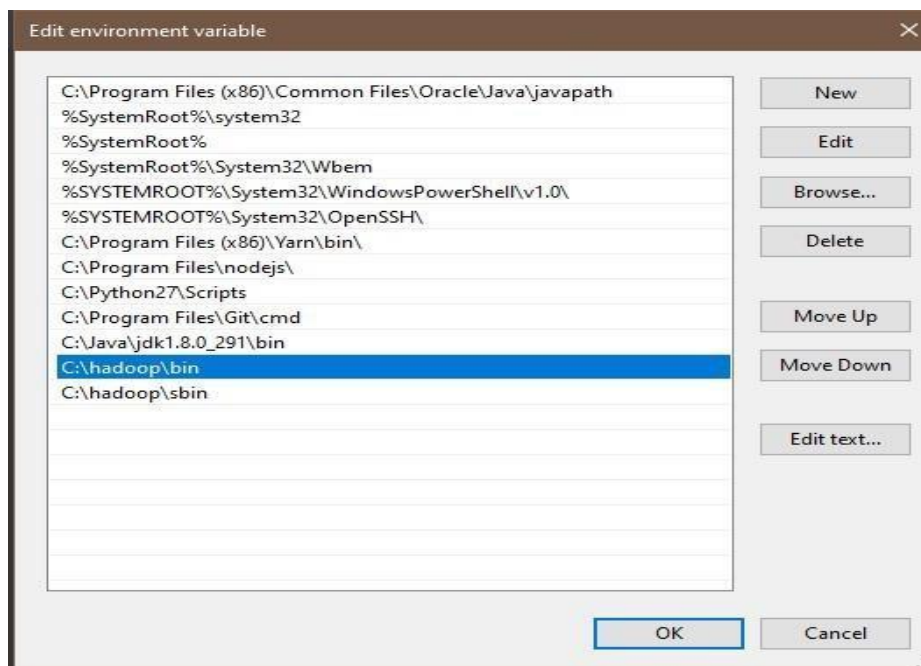 Edit environment variable
C:\Program Files (x86)\Common Files\Oracle\Java\javapath
%SystemRoot%\system32
%SystemRoot%
%SystemRoot%\System32\Wbem
%SYSTEMROOT%\System32\WindowsPowerShell\v1.0\
%SYSTEMROOT%\System32\OpenSSH\
C:\Program Files (x86)\Yarn\bin\
C:\Program Files\nodejs\
C:\Python27\Scripts
C:\Program Files\Git\cmd
C:\Java\jdk1.8.0_291\bin
C:\hadoop\bin
C:\hadoop\sbin
New
Edit
Browse...
Delete
Move Up
Move Down
Edit text...
OK
Cancel